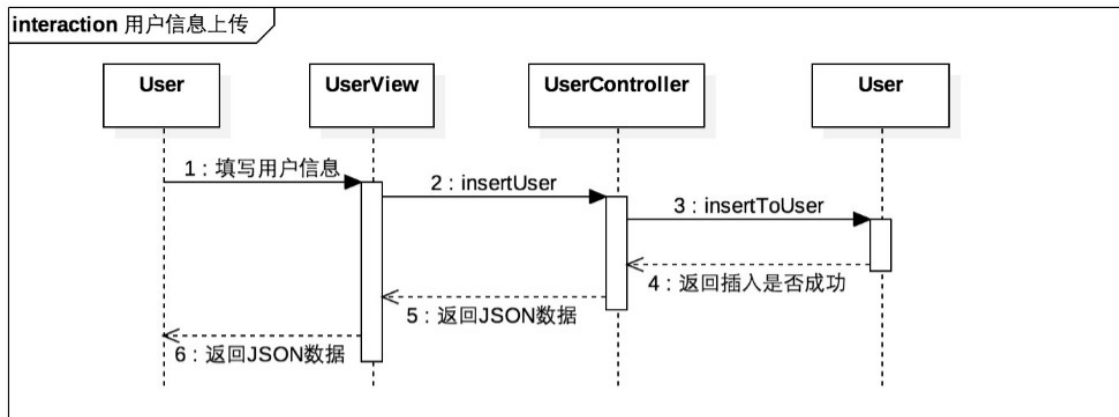 interaction 用户信息上传
User
UserView
UserController
User
1 : 填写用户信息
2 : insertUser
3 : insertToUser
4 : 返回插入是否成功
5 : 返回JSON数据
6 : 返回JSON数据